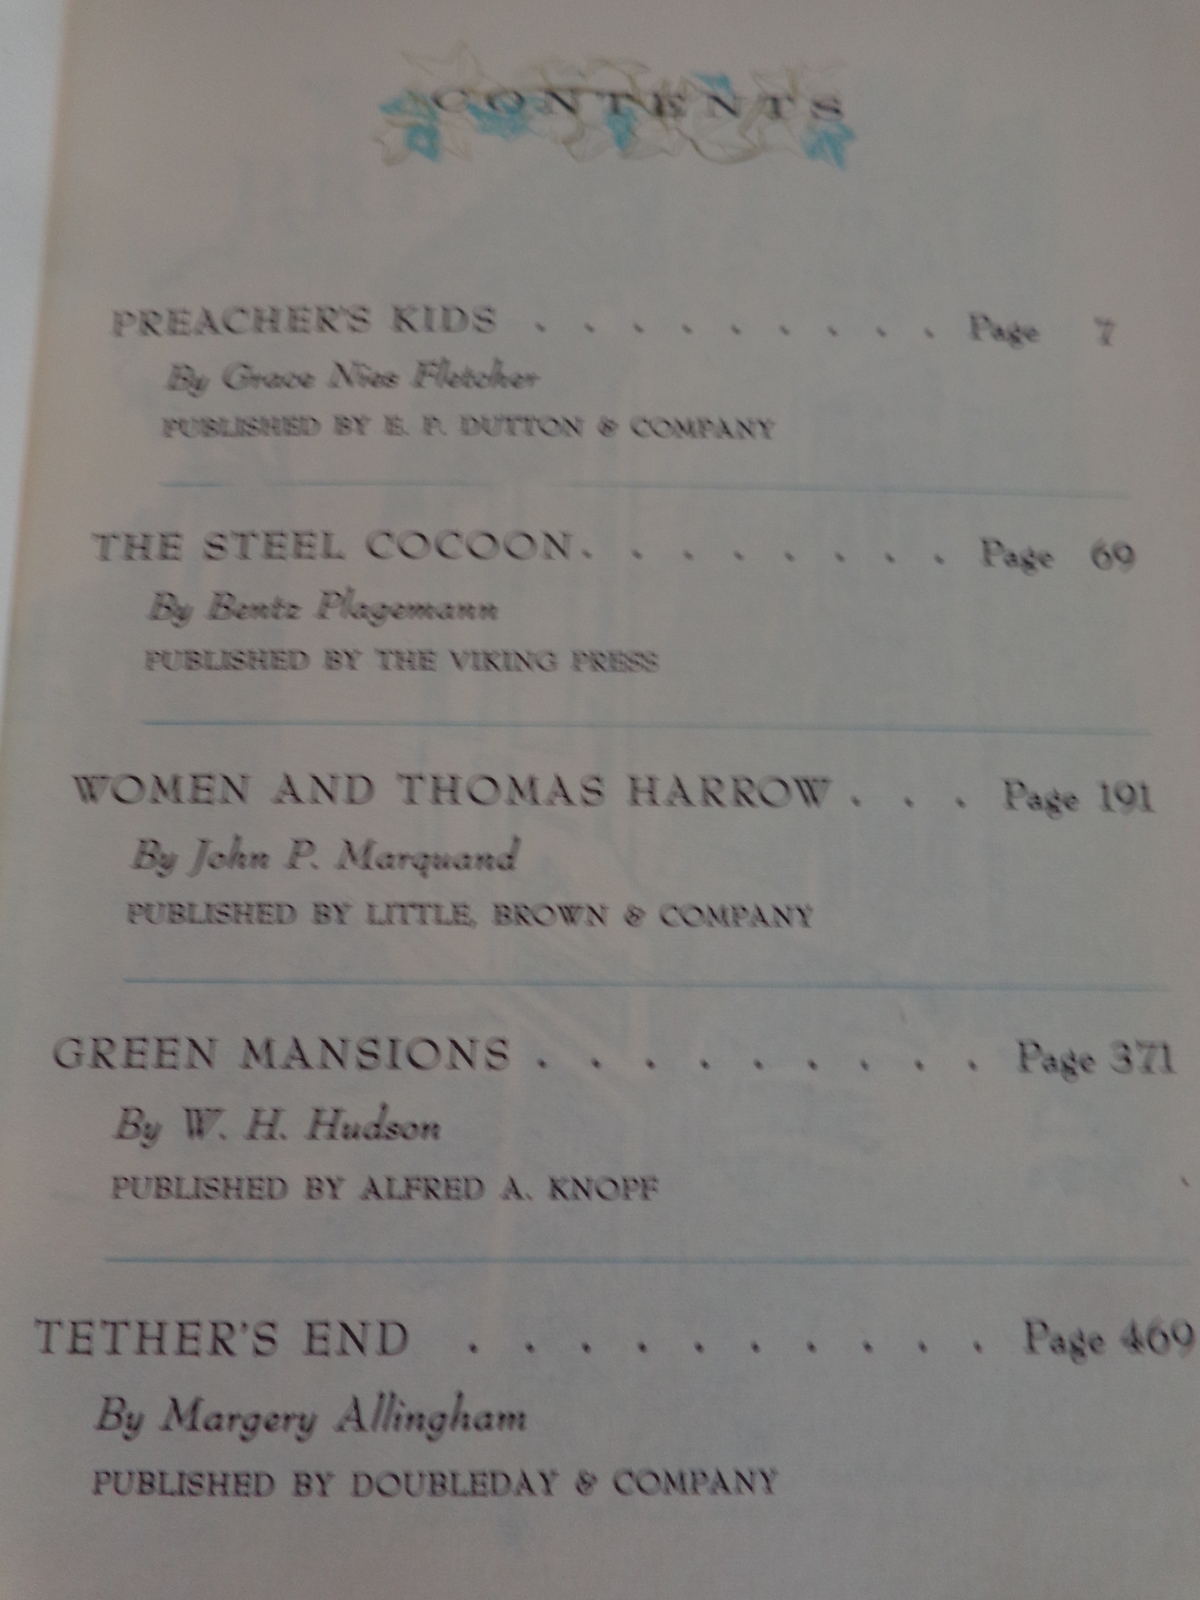 CONTENTS
PREACHER'S KIDS . . . . . . . . . Page 7
By Grace Nies Fletcher
PUBLISHED BY E. P. DUTTON & COMPANY
THE STEEL COCOON. . . . . . . . Page 69
By Bentz Plagemann
PUBLISHED BY THE VIKING PRESS
WOMEN AND THOMAS HARROW . . . Page 191
By John P. Marquand
PUBLISHED BY LITTLE, BROWN & COMPANY
GREEN MANSIONS . . . . . . . . . Page 371
By W. H. Hudson
PUBLISHED BY ALFRED A. KNOPF
TETHER'S END . . . . . . . . . . Page 469
By Margery Allingham
PUBLISHED BY DOUBLEDAY & COMPANY